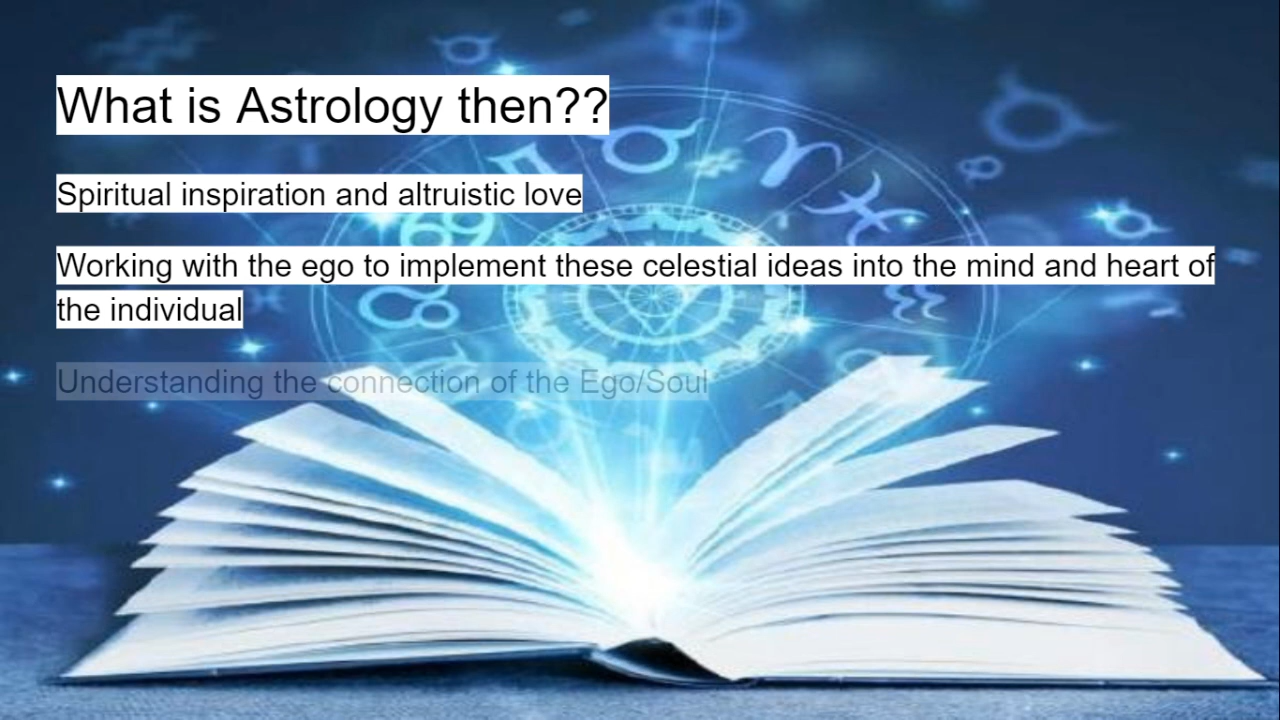 What is Astrology then??
Spiritual inspiration and altruistic love
Working with the ego to implement these celestial ideas into the mind and heart of
the individual
Understanding the connection of the Ego/Soul